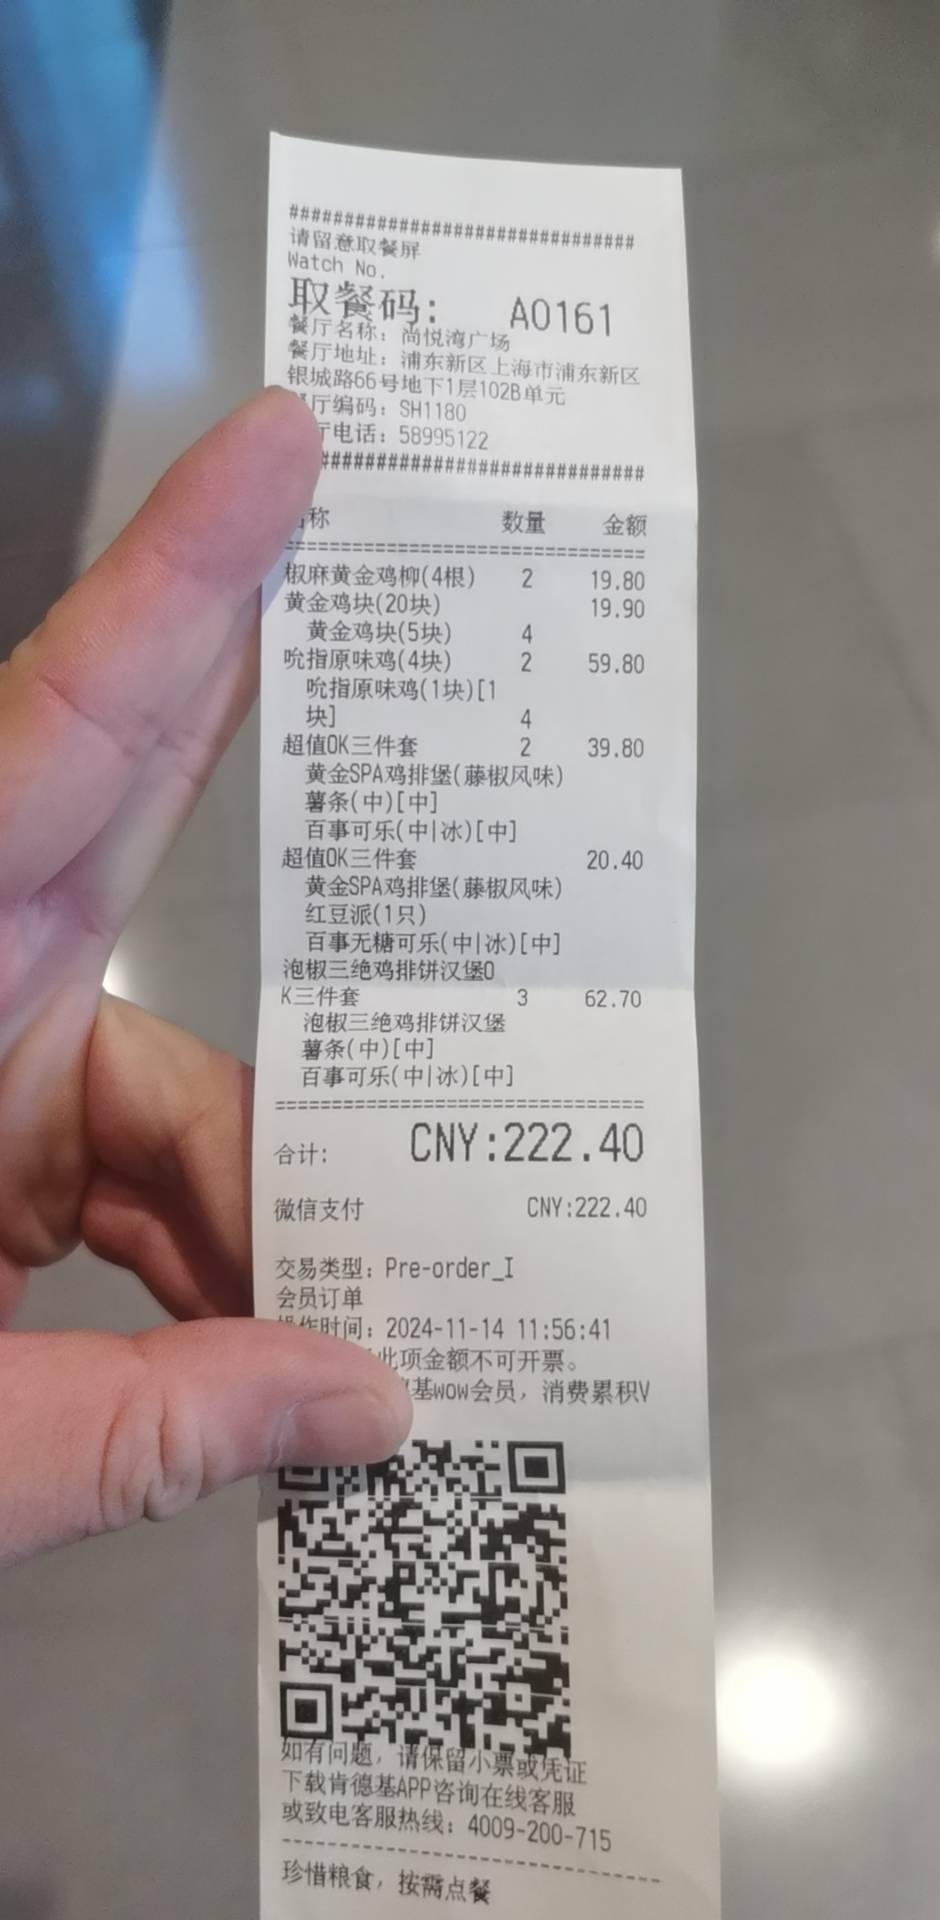 ##############################
请留意取餐屏
Watch No.
取餐码: A0161
餐厅名称: 尚悦湾广场
餐厅地址: 浦东新区上海市浦东新区
银城路66号地下1层102B单元
厅编码: SH1180
电话: 58995122
############################
称 数量 金额
================================
椒麻黄金鸡柳(4根) 2 19.80
黄金鸡块(20块) 19.90
黄金鸡块(5块) 4
吮指原味鸡(4块) 2 59.80
吮指原味鸡(1块)[1
块] 4
超值OK三件套 2 39.80
黄金SPA鸡排堡(藤椒风味)
薯条(中)[中]
百事可乐(中|冰)[中]
超值OK三件套 20.40
黄金SPA鸡排堡(藤椒风味)
红豆派(1只)
百事无糖可乐(中|冰)[中]
泡椒三绝鸡排饼汉堡O
K三件套 3 62.70
泡椒三绝鸡排饼汉堡
薯条(中)[中]
百事可乐(中|冰)[中]
=================================
合计: CNY:222.40
微信支付 CNY:222.40
交易类型: Pre-order_I
会员订单
作时间: 2024-11-14 11:56:41
此项金额不可开票。
基wow会员, 消费累积V
如有问题, 请保留小票或凭证
下载肯德基APP咨询在线客服
或致电客服热线: 4009-200-715
----------------------------------
珍惜粮食, 按需点餐